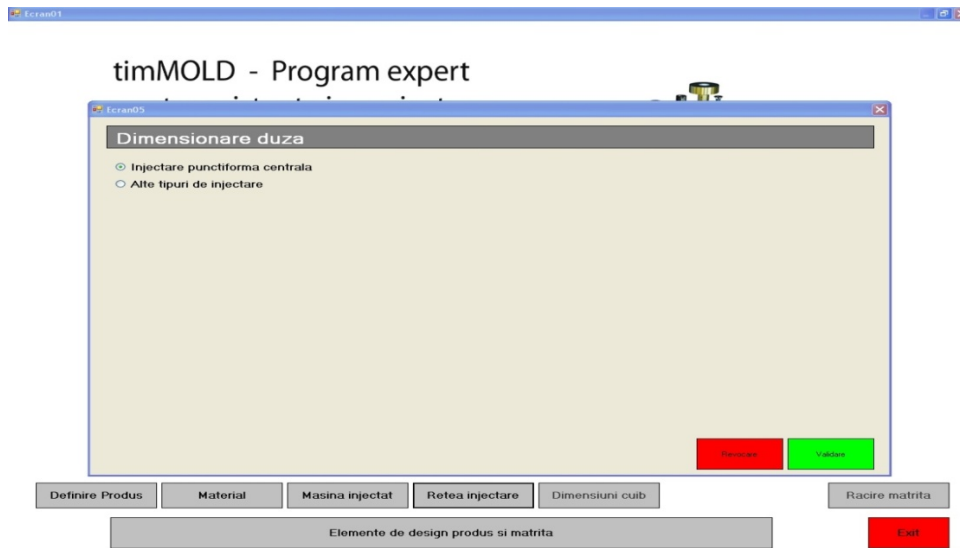 Ecran01
timMOLD - Program expert
Ecran05
Dimensionare duza
Injectare punctiforma centrala
Alte tipuri de injectare
Revocare
Validare
Definire Produs
Material
Masina injectat
Retea injectare
Dimensiuni cuib
Racire matrita
Elemente de design produs si matrita
Exit